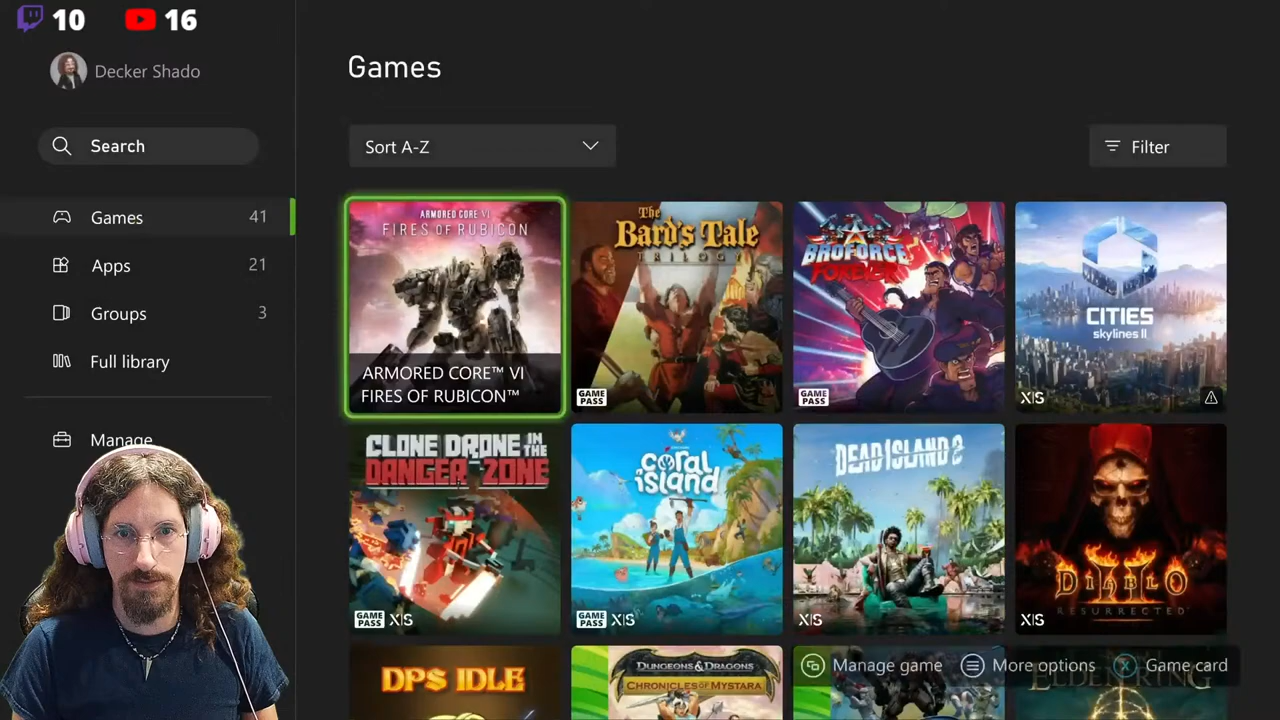 10 16
Decker Shado
Search
Games 41
Apps 21
Groups 3
Full library
Manage
Games
Sort A-Z
Filter
ARMORED CORE VI
FIRES OF RUBICON
ARMORED CORE™ VI
FIRES OF RUBICON™
The
Bard's Tale
TRILOGY
GAME
PASS
BROFORCE
FOREVER
GAME
PASS
CITIES
skylines II
X|S
CLONE DRONE IN THE
DANGER ZONE
GAME
PASS X|S
coral
island
GAME
PASS X|S
DEAD ISLAND 2
X|S
DIABLO
II
RESURRECTED
X|S
DPS IDLE
DUNGEONS & DRAGONS
CHRONICLES OF MYSTARA
ELDEN RING
Manage game
More options
X Game card